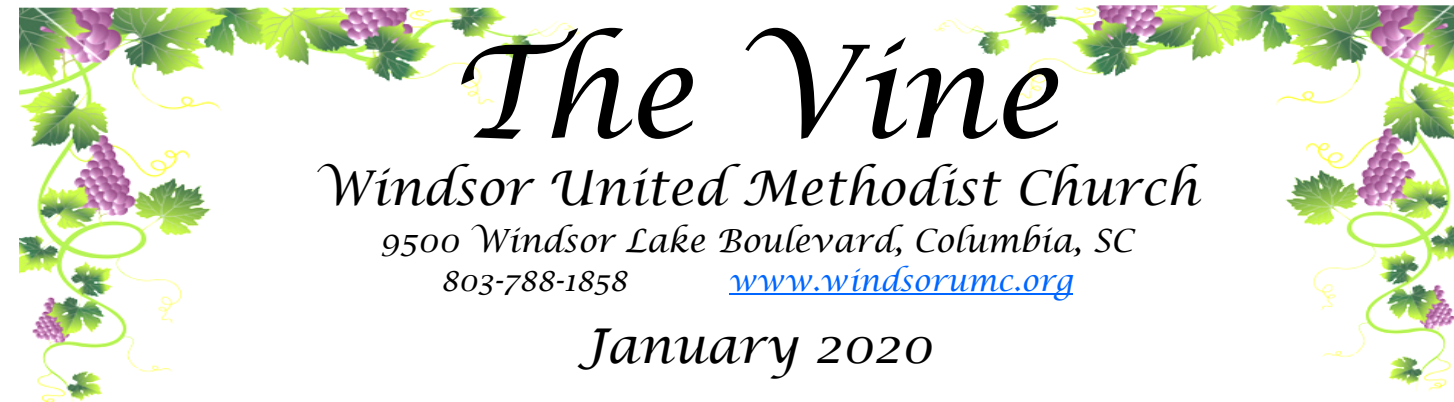 The Vine
Windsor United Methodist Church
9500 Windsor Lake Boulevard, Columbia, SC
803-788-1858 www.windsorumc.org
January 2020